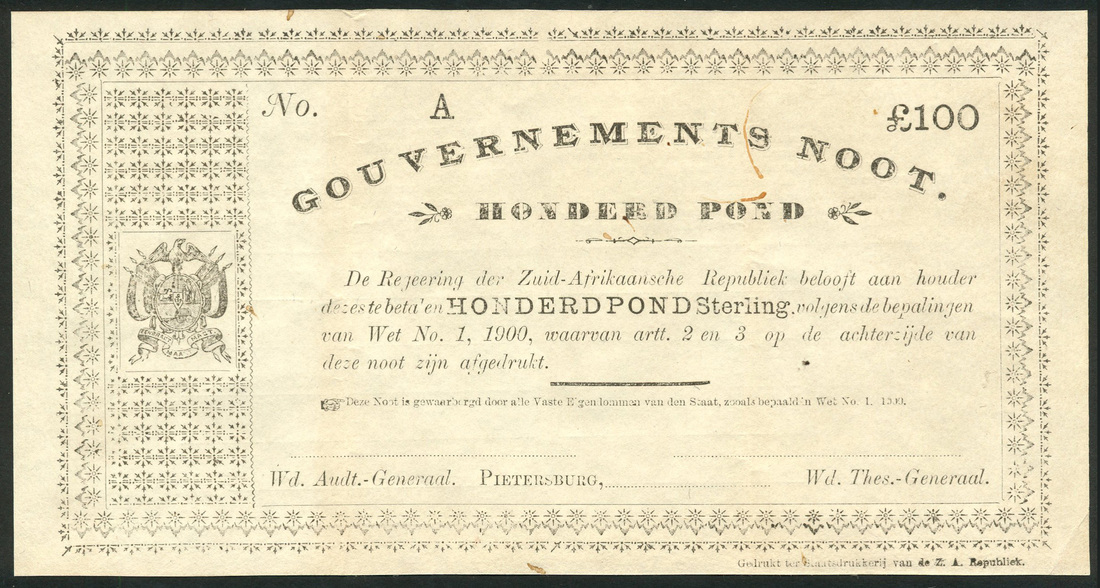 No. A £100
GOUVERNEMENTS NOOT.
HONDERD POND
De Regeering der Zuid-Afrikaansche Republiek belooft aan houder
dezes te beta'en HONDERD POND Sterling, volgens de bepalingen
van Wet No. 1, 1900, waarvan artt. 2 en 3 op de achterzijde van
deze noot zijn afgedrukt.
Deze Noot is gewaarborgd door alle Vaste Eigendommen van den Staat, zooals bepaald in Wet No. 1. 1900.
Wd. Audt.-Generaal. PIETERSBURG, Wd. Thes.-Generaal.
Gedrukt ter Staatsdrukkerij van de Z. A. Republiek.